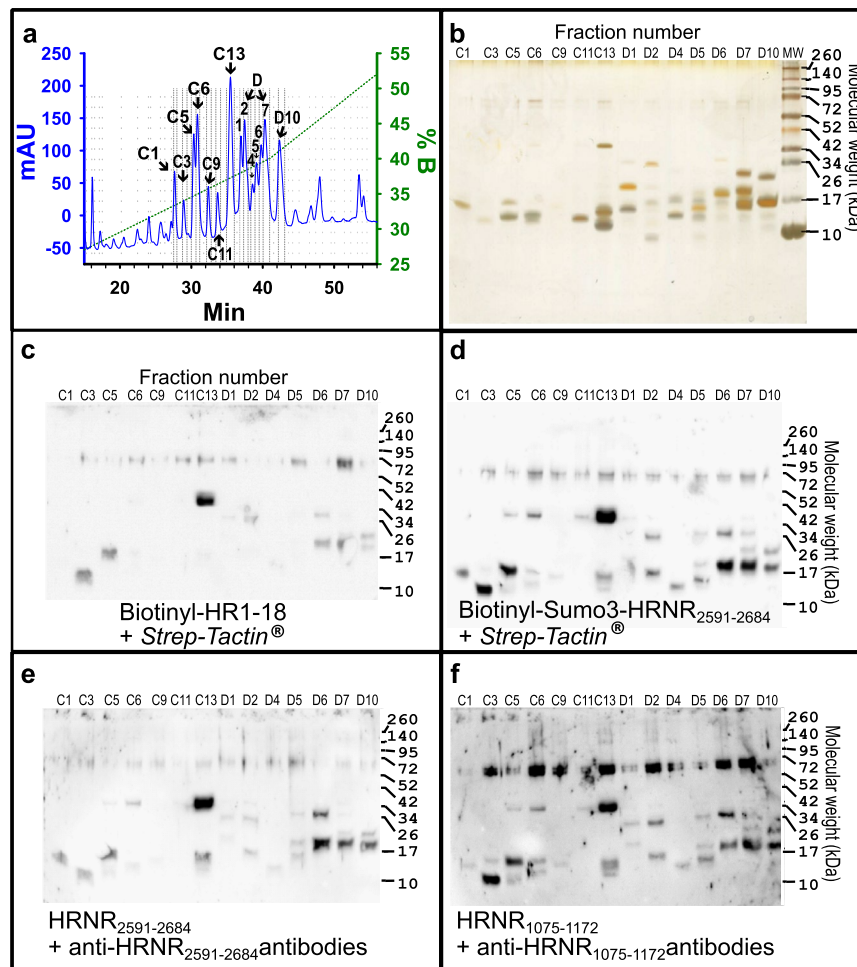 a
250
200
150
100
50
0
-50
mAU
55
50
45
40
35
30
25
% B
20 30 40 50
Min
C1
C3
C5
C6
C9
C11
C13
D
1 2 4 5 6 7
D10
b
Fraction number
C1 C3 C5 C6 C9 C11 C13 D1 D2 D4 D5 D6 D7 D10 MW
260
140
95
72
52
42
34
26
17
10
Molecular weight (kDa)
c
Fraction number
C1 C3 C5 C6 C9 C11 C13 D1 D2 D4 D5 D6 D7 D10
260
140
95
72
52
42
34
26
17
10
Biotinyl-HR1-18
+ Strep-Tactin®
d
C1 C3 C5 C6 C9 C11 C13 D1 D2 D4 D5 D6 D7 D10
260
140
95
72
52
42
34
26
17
10
Molecular weight (kDa)
Biotinyl-Sumo3-HRNR2591-2684
+ Strep-Tactin®
e
C1 C3 C5 C6 C9 C11 C13 D1 D2 D4 D5 D6 D7 D10
260
140
95
72
52
42
34
26
17
10
HRNR2591-2684
+ anti-HRNR2591-2684antibodies
f
C1 C3 C5 C6 C9 C11 C13 D1 D2 D4 D5 D6 D7 D10
260
140
95
72
52
42
34
26
17
10
Molecular weight (kDa)
HRNR1075-1172
+ anti-HRNR1075-1172antibodies